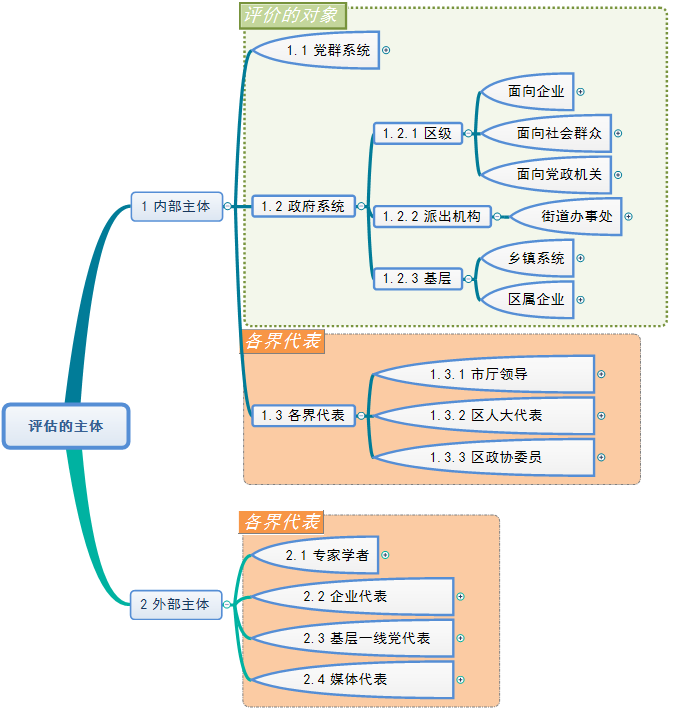 评价的对象
1.1 党群系统
面向企业
1.2.1 区级
面向社会群众
面向党政机关
1 内部主体
1.2 政府系统
1.2.2 派出机构
街道办事处
乡镇系统
1.2.3 基层
区属企业
各界代表
1.3.1 市厅领导
1.3 各界代表
1.3.2 区人大代表
评估的主体
1.3.3 区政协委员
各界代表
2.1 专家学者
2.2 企业代表
2 外部主体
2.3 基层一线党代表
2.4 媒体代表